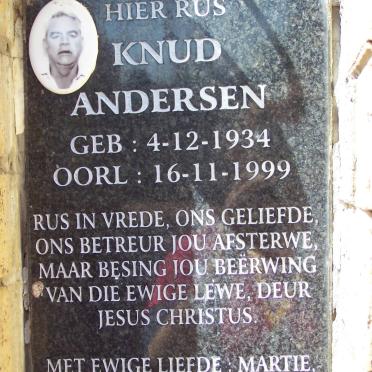 HIER RUS
KNUD
ANDERSEN
GEB : 4-12-1934
OORL : 16-11-1999
RUS IN VREDE, ONS GELIEFDE,
ONS BETREUR JOU AFSTERWE,
MAAR BESING JOU BEËRWING
VAN DIE EWIGE LEWE, DEUR
JESUS CHRISTUS.
MET EWIGE LIEFDE : MARTIE.